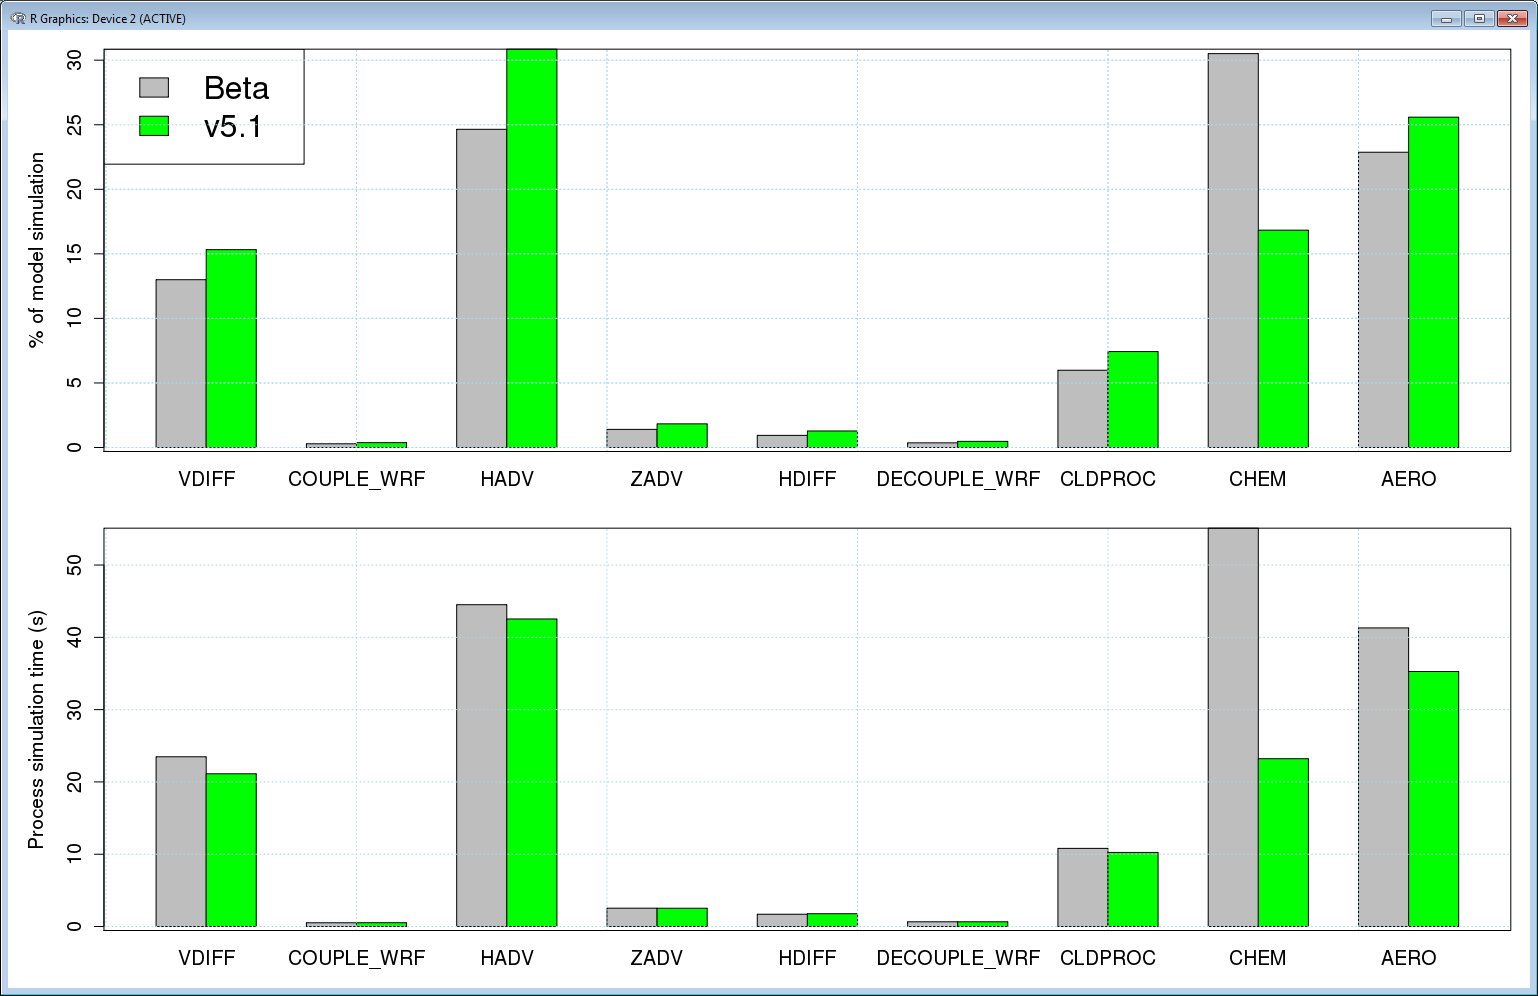 R Graphics: Device 2 (ACTIVE)
% of model simulation
30
25
20
15
10
5
0
Beta
v5.1
VDIFF COUPLE_WRF HADV ZADV HDIFF DECOUPLE_WRF CLDPROC CHEM AERO
Process simulation time (s)
50
40
30
20
10
0
VDIFF COUPLE_WRF HADV ZADV HDIFF DECOUPLE_WRF CLDPROC CHEM AERO